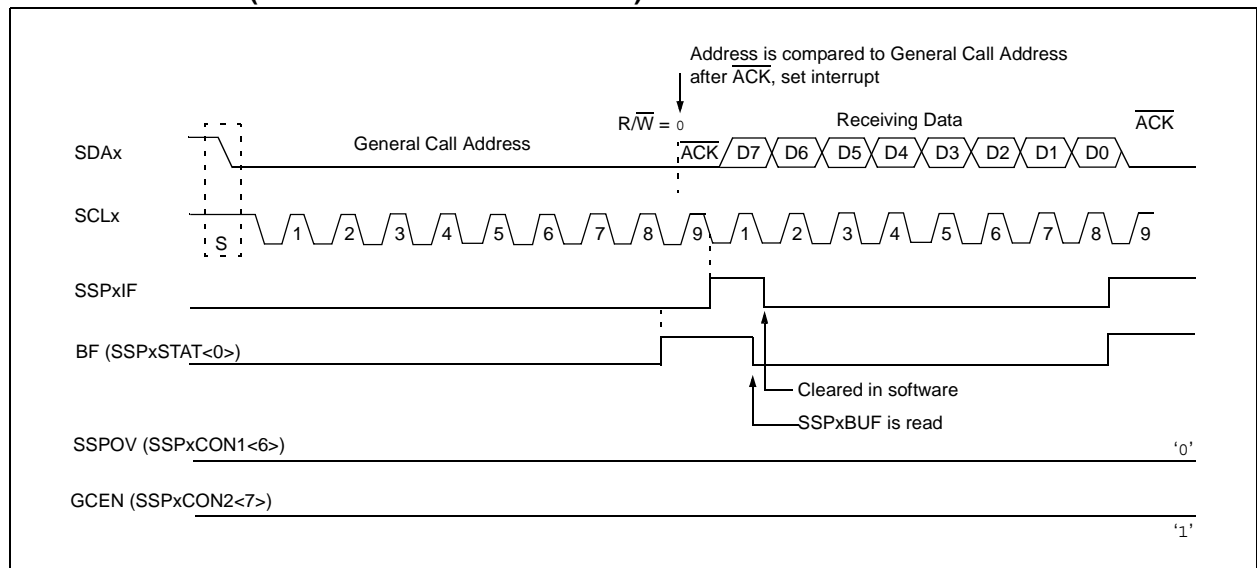 Address is compared to General Call Address
after ACK, set interrupt
R/W = 0
Receiving Data
ACK
SDAx
General Call Address
ACK D7 D6 D5 D4 D3 D2 D1 D0
SCLx
S 1 2 3 4 5 6 7 8 9 1 2 3 4 5 6 7 8 9
SSPxIF
BF (SSPxSTAT<0>)
Cleared in software
SSPxBUF is read
SSPOV (SSPxCON1<6>)
‘0’
GCEN (SSPxCON2<7>)
‘1’